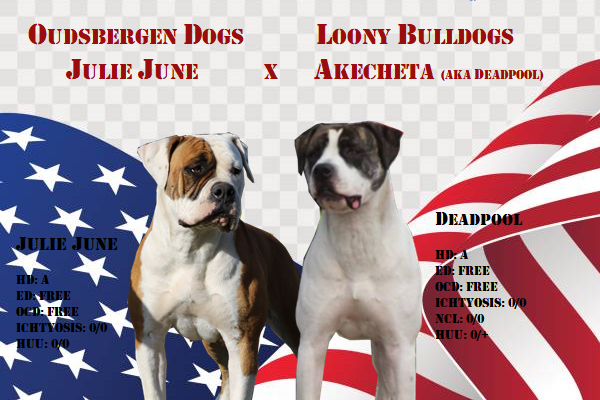 Oudsbergen Dogs Loony Bulldogs
Julie June x Akecheta (aka Deadpool)
Julie June
HD: A
ED: FREE
OCD: FREE
ICHTYOSIS: 0/0
HUU: 0/0
Deadpool
HD: A
ED: FREE
OCD: FREE
ICHTYOSIS: 0/0
NCL: 0/0
HUU: 0/+